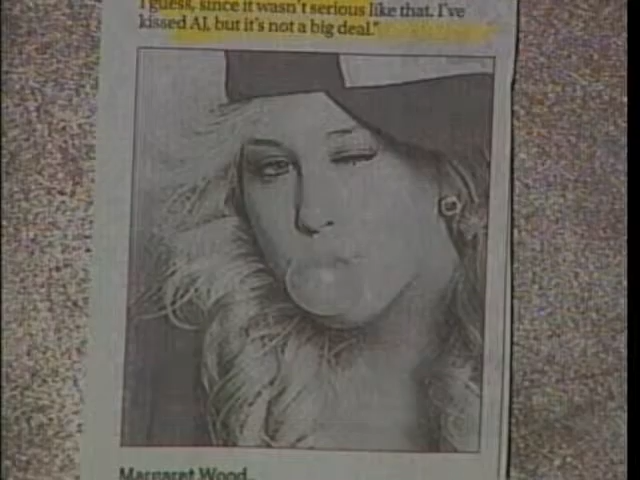 I guess, since it wasn't serious like that. I've
kissed AJ, but it's not a big deal."
Margaret Wood